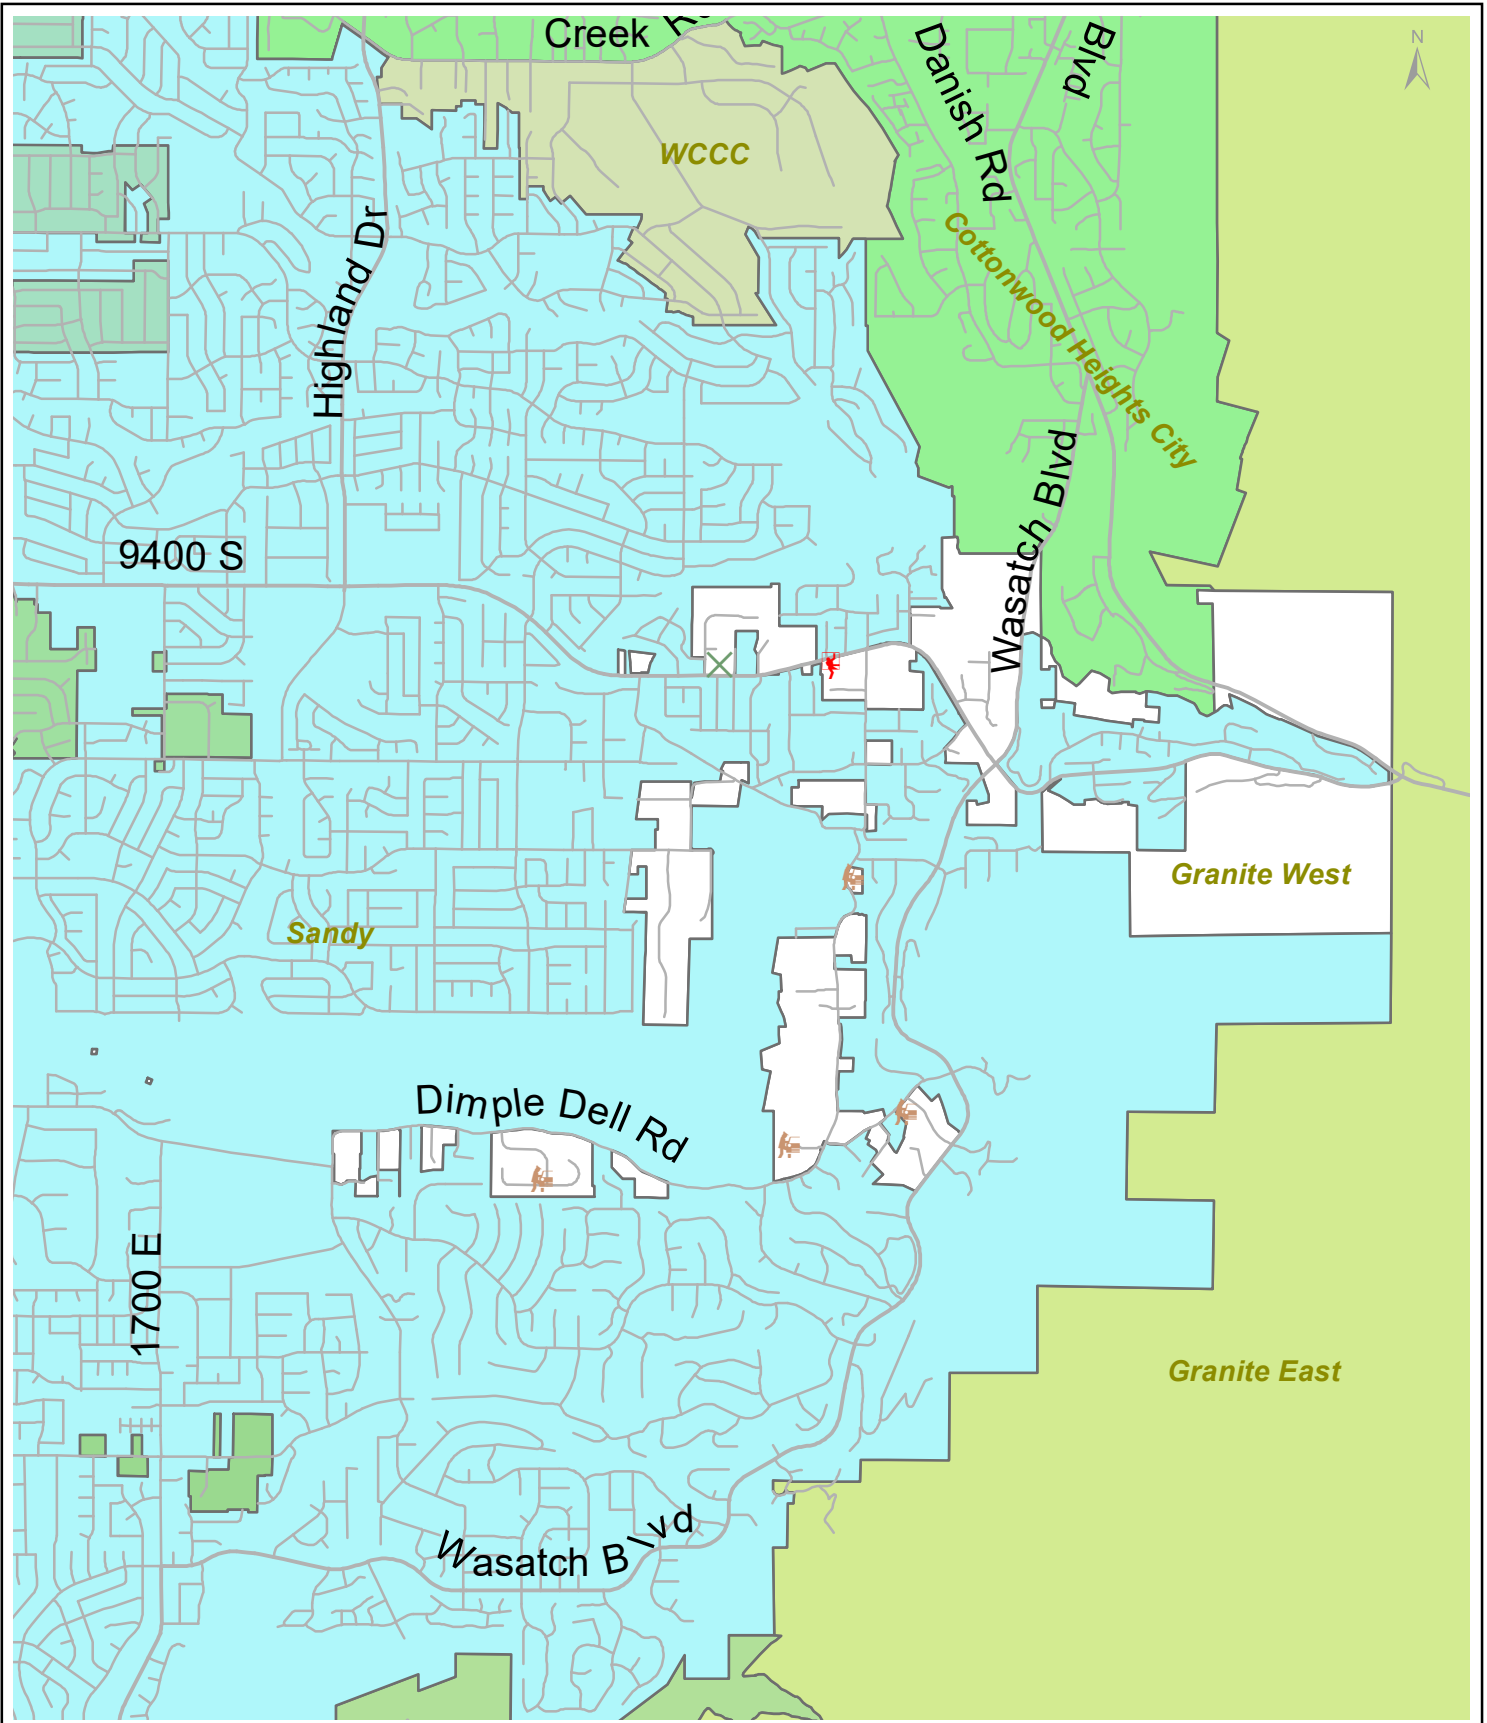 Creek
Blvd
N
Danish Rd
WCCC
Cottonwood Heights City
Highland Dr
Wasatch Blvd
9400 S
Granite West
Sandy
Dimple Dell Rd
1700 E
Granite East
Wasatch Blvd